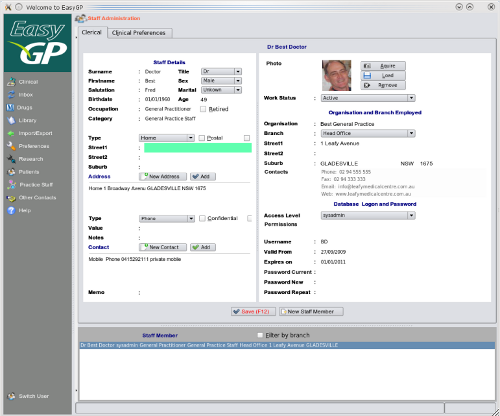 Welcome to EasyGP
Easy
GP
Clinical
Inbox
Drugs
Library
Import/Export
Preferences
Research
Patients
Practice Staff
Other Contacts
Help
Switch User
Staff Administration
Clerical
Clinical Preferences
Staff Details
Surname : Doctor Title Dr
Firstname : Best Sex Male
Salutation : Fred Marital Unknown
Birthdate : 01/01/1960 Age 49
Occupation : General Practitioner Retired
Category : General Practice Staff
Type Home Postal
Street1 :
Street2 :
Suburb :
Address New Address Add
Home 1 Broadway Avenu GLADESVILLE NSW 1675
Type Phone Confidential
Value :
Notes :
Contact New Contact Add
Mobile Phone 0415292111 private mobile
Memo :
Dr Best Doctor
Photo
Aquire
Load
Remove
Work Status : Active
Organisation and Branch Employed
Organisation : Best General Practice
Branch : Head Office
Street1 : 1 Leafy Avenue
Street2 :
Suburb : GLADESVILLE NSW 1675
Contacts Phone: 02 94 555 555
Fax: 02 94 333 333
Email: info@leafymedicalcentre.com.au
Web: www.leafymedicalcentre.com.au
Database Logon and Password
Access Level : sysadmin
Permissions
Username : BD
Valid From : 27/09/2009
Expires on : 01/01/2011
Password Current :
Password New :
Password Repeat :
Save (F12)
New Staff Member
Staff Member
Filter by branch
Dr Best Doctor sysadmin General Practitioner General Practice Staff Head Office 1 Leafy Avenue GLADESVILLE